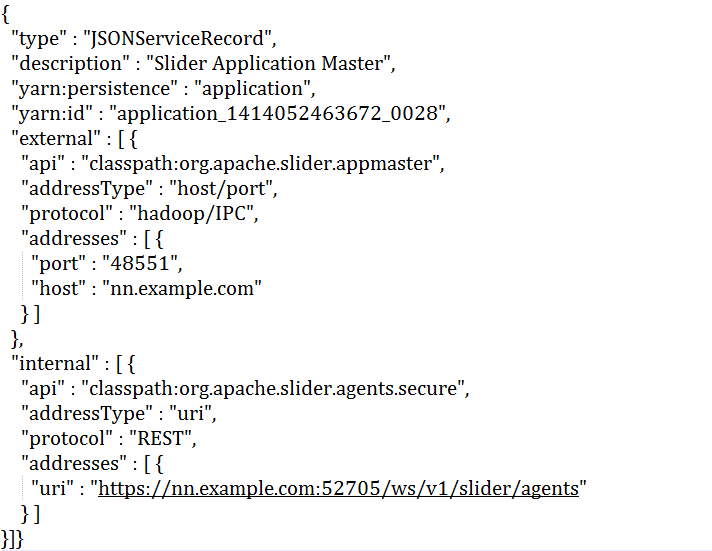 {
"type" : "JSONServiceRecord",
"description" : "Slider Application Master",
"yarn:persistence" : "application",
"yarn:id" : "application_1414052463672_0028",
"external" : [ {
"api" : "classpath:org.apache.slider.appmaster",
"addressType" : "host/port",
"protocol" : "hadoop/IPC",
"addresses" : [ {
"port" : "48551",
"host" : "nn.example.com"
} ]
},
"internal" : [ {
"api" : "classpath:org.apache.slider.agents.secure",
"addressType" : "uri",
"protocol" : "REST",
"addresses" : [ {
"uri" : "https://nn.example.com:52705/ws/v1/slider/agents"
} ]
}]}